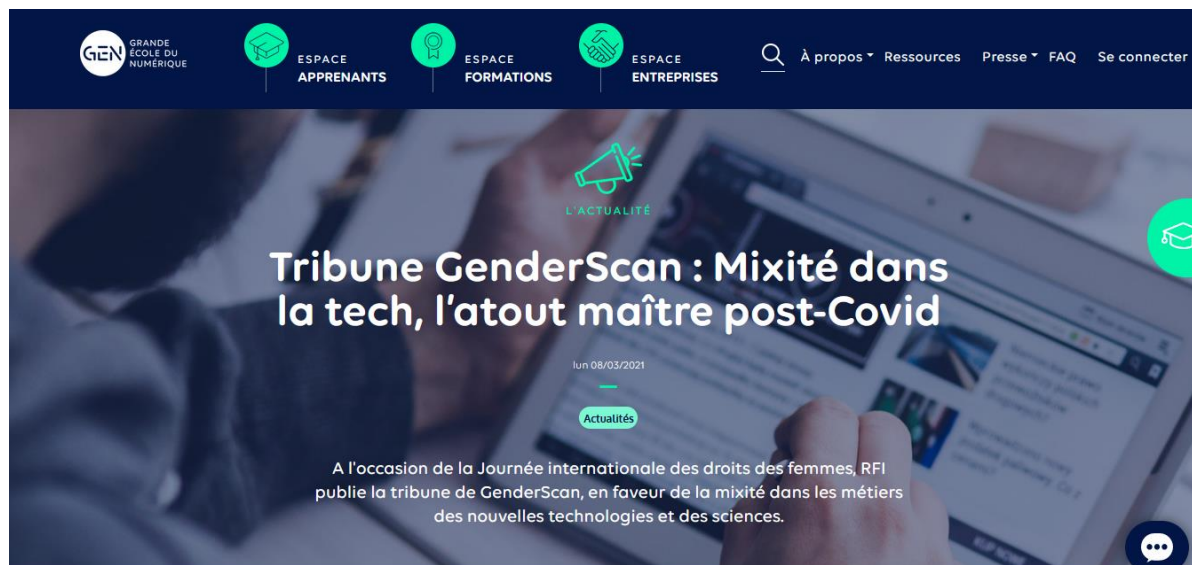 GEN
GRANDE
ÉCOLE DU
NUMÉRIQUE
ESPACE
APPRENANTS
ESPACE
FORMATIONS
ESPACE
ENTREPRISES
À propos
Ressources
Presse
FAQ
Se connecter
L'ACTUALITÉ
Tribune GenderScan : Mixité dans
la tech, l'atout maître post-Covid
lun 08/03/2021
Actualités
A l'occasion de la Journée internationale des droits des femmes, RFI
publie la tribune de GenderScan, en faveur de la mixité dans les métiers
des nouvelles technologies et des sciences.